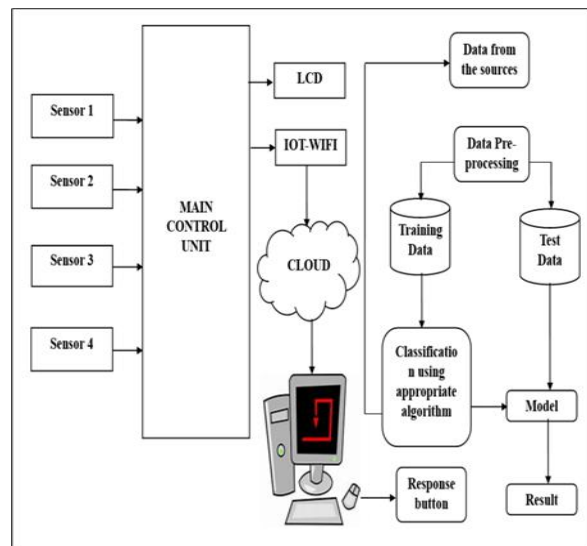 Sensor 1
Sensor 2
Sensor 3
Sensor 4
MAIN
CONTROL
UNIT
LCD
IOT-WIFI
CLOUD
Data from
the sources
Data Pre-
processing
Training
Data
Test
Data
Classificatio
n using
appropriate
algorithm
Model
Response
button
Result